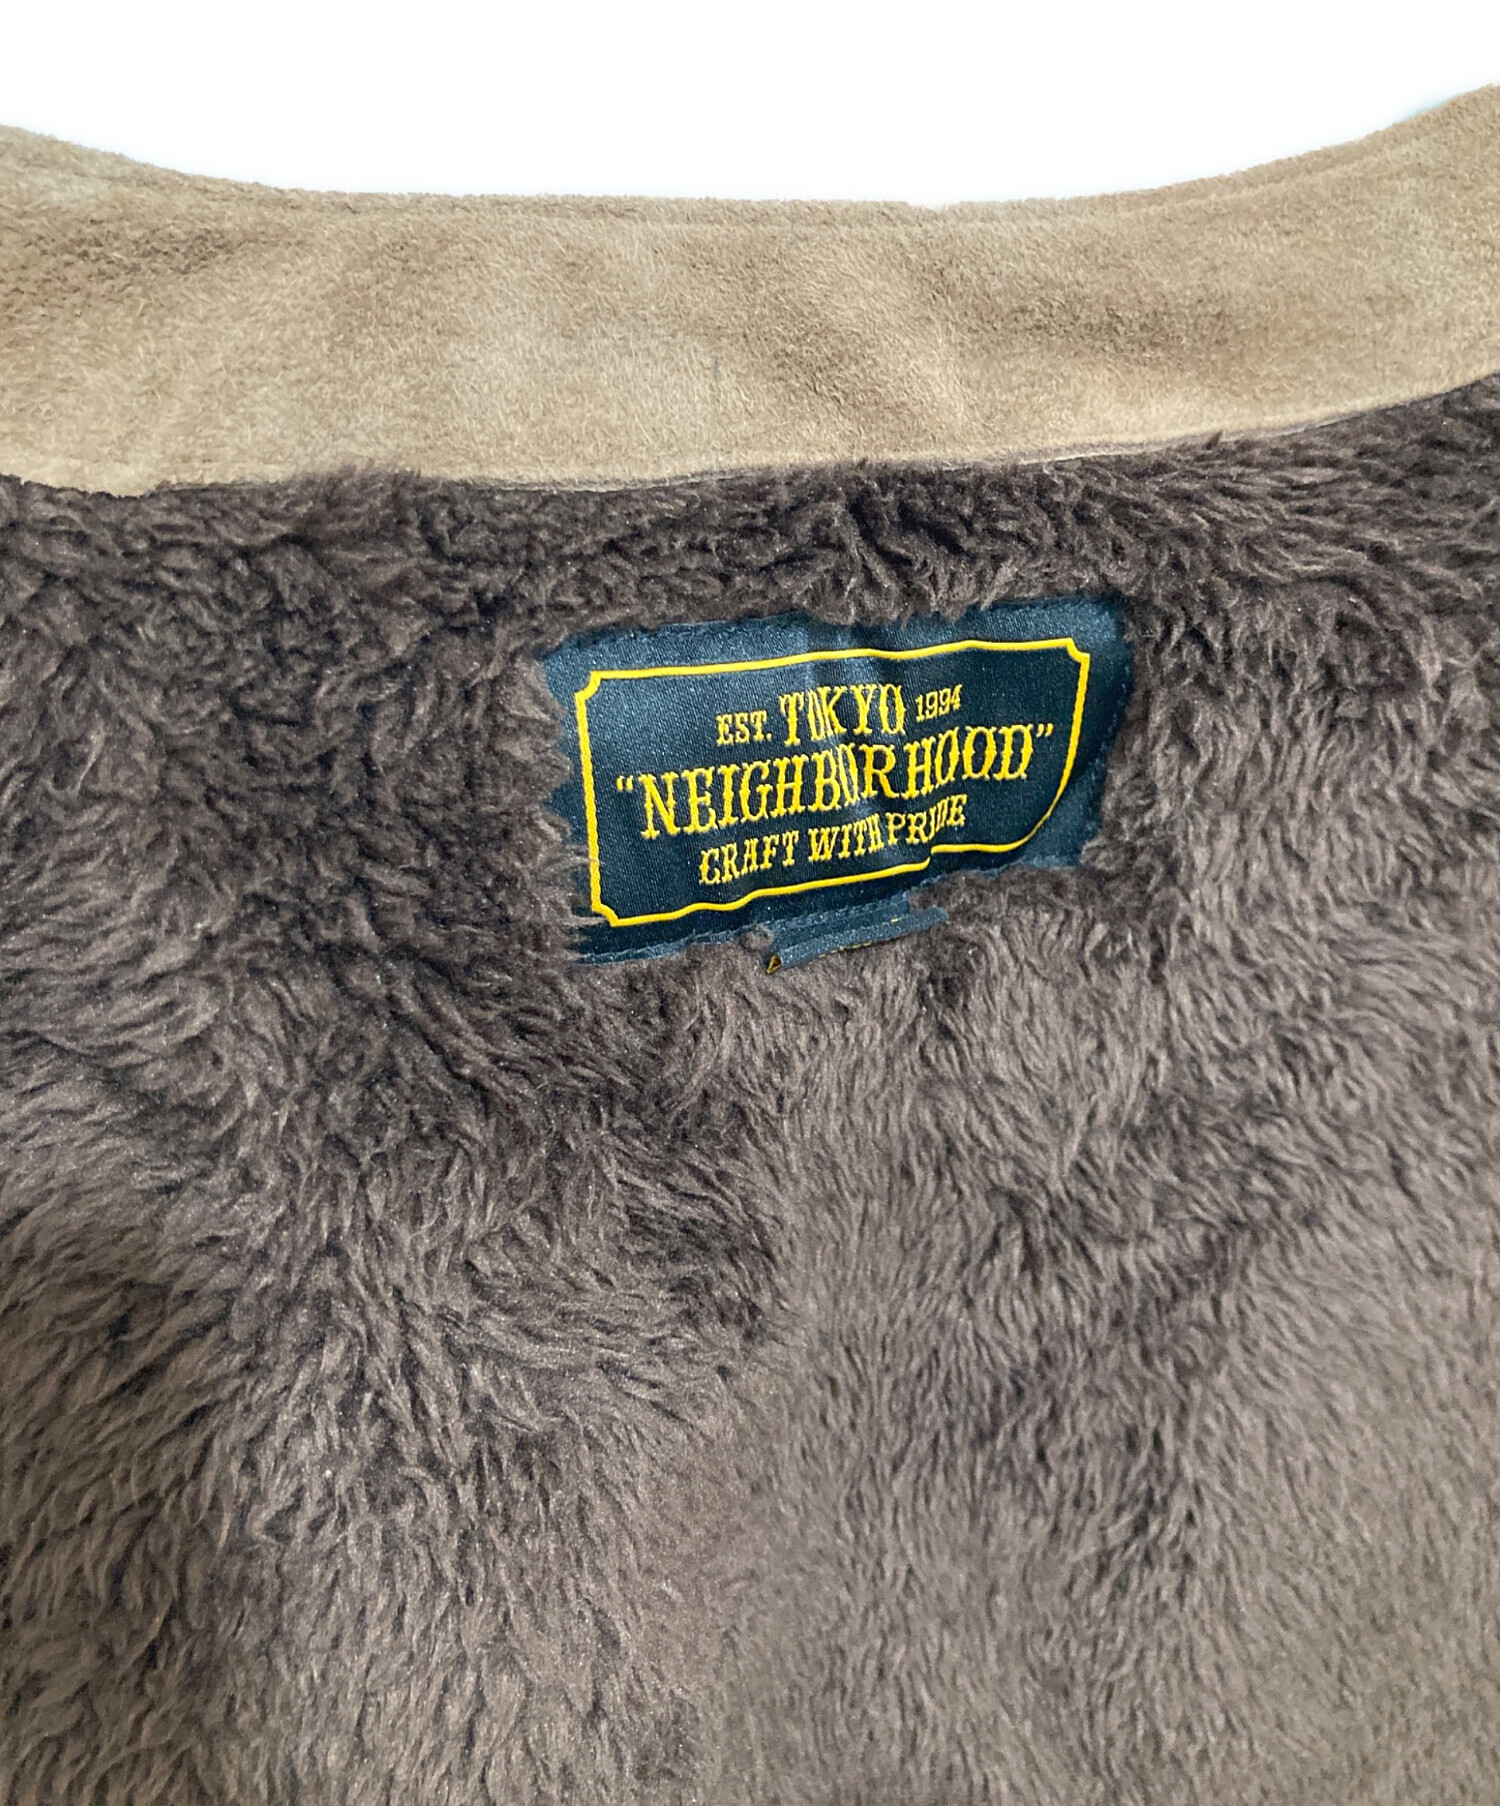 EST. TOKYO 1994
"NEIGHBORHOOD"
CRAFT WITH PRIDE